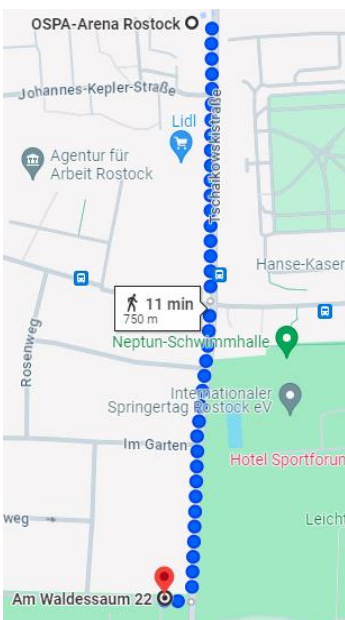 OSPA-Arena Rostock
Johannes-Kepler-Straße
Lidl
Tschaikowskistraße
Agentur für
Arbeit Rostock
Hanse-Kaser
11 min
750 m
Neptun-Schwimmhalle
Rosenweg
Internationaler
Springertag Rostock eV
Im Garten
Hotel Sportforun
weg
Leicht
Am Waldessaum 22